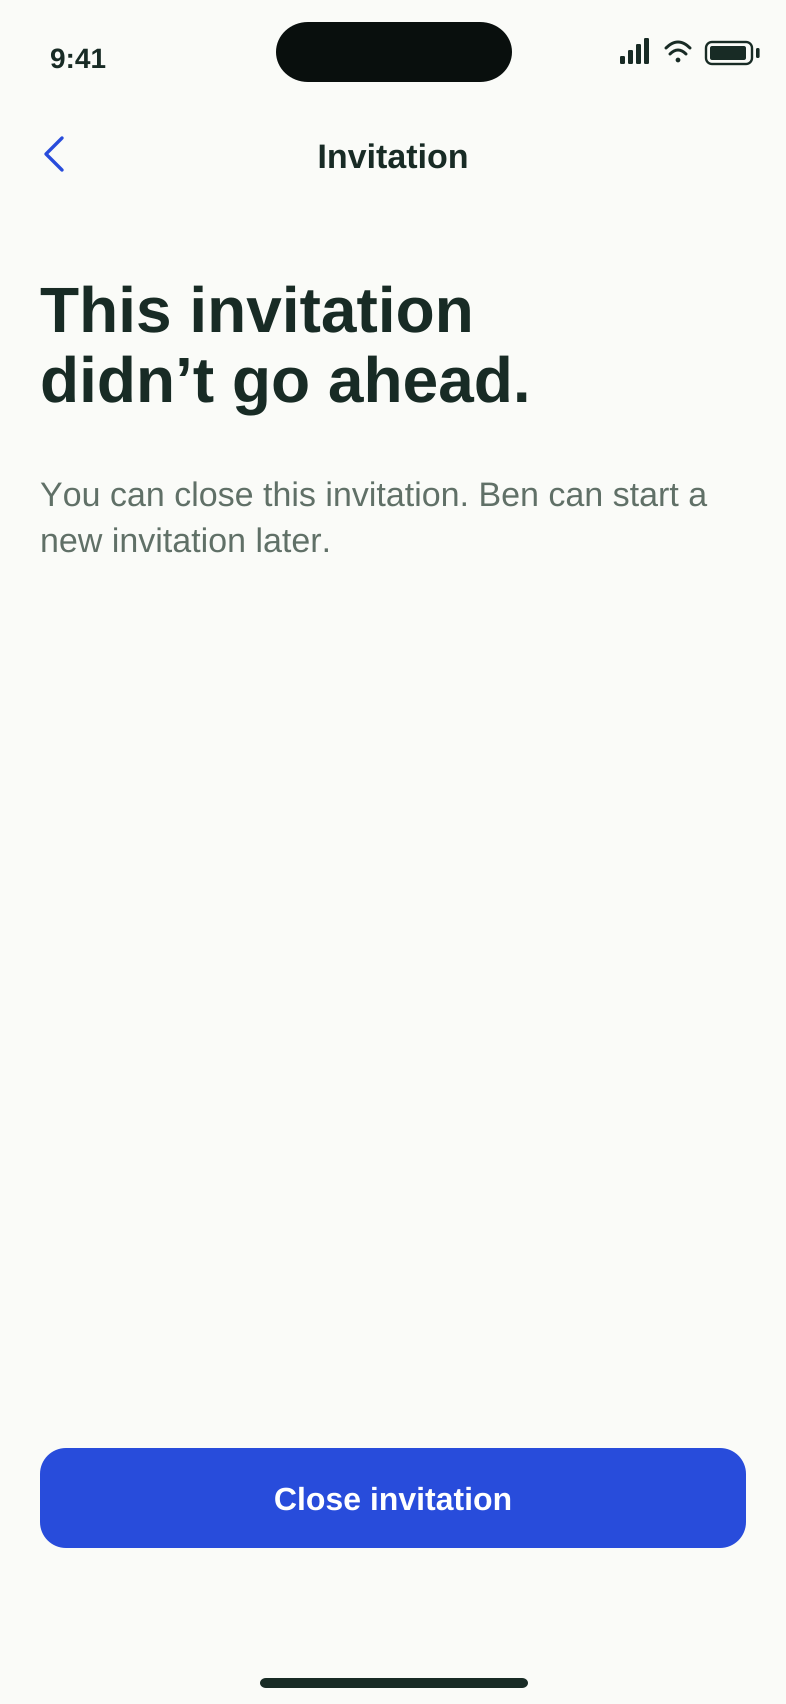 9:41
Invitation
This invitation
didn’t go ahead.
You can close this invitation. Ben can start a
new invitation later.
Close invitation